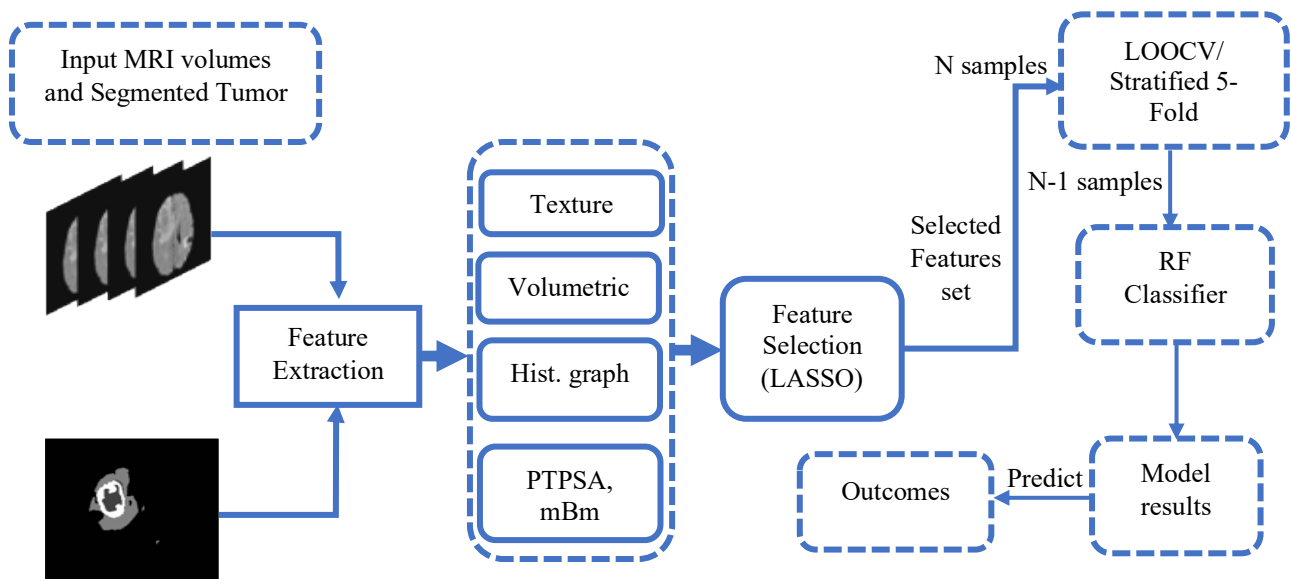 Input MRI volumes
and Segmented Tumor
Feature
Extraction
Texture
Volumetric
Hist. graph
PTPSA,
mBm
Feature
Selection
(LASSO)
Selected
Features
set
N samples
LOOCV/
Stratified 5-
Fold
N-1 samples
RF
Classifier
Model
results
Predict
Outcomes